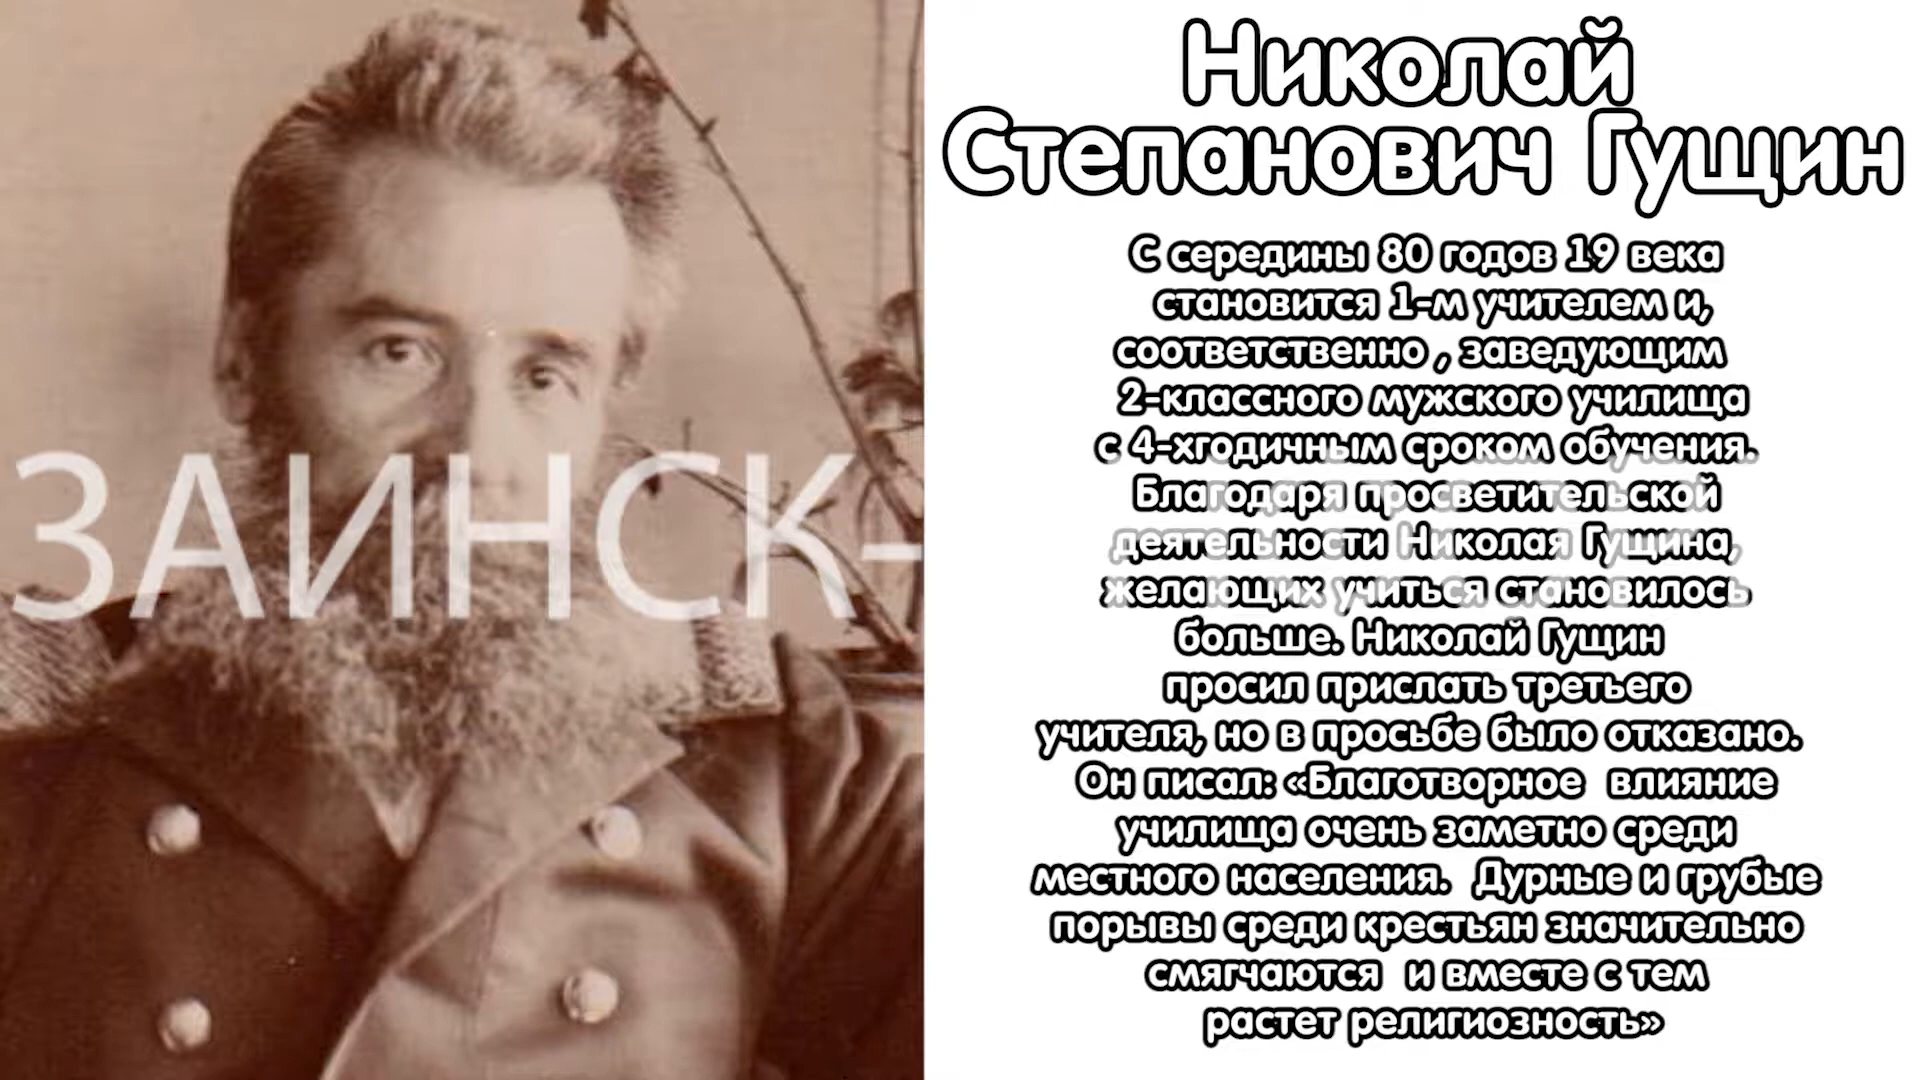 Николай
Степанович Гущин
С середины 80 годов 19 века
становится 1-м учителем и,
соответственно , заведующим
2-классного мужского училища
с 4-хгодичным сроком обучения.
Благодаря просветительской
деятельности Николая Гущина,
желающих учиться становилось
больше. Николай Гущин
просил прислать третьего
учителя, но в просьбе было отказано.
Он писал: «Благотворное влияние
училища очень заметно среди
местного населения. Дурные и грубые
порывы среди крестьян значительно
смягчаются и вместе с тем
растет религиозность»
ЗАИНСК-